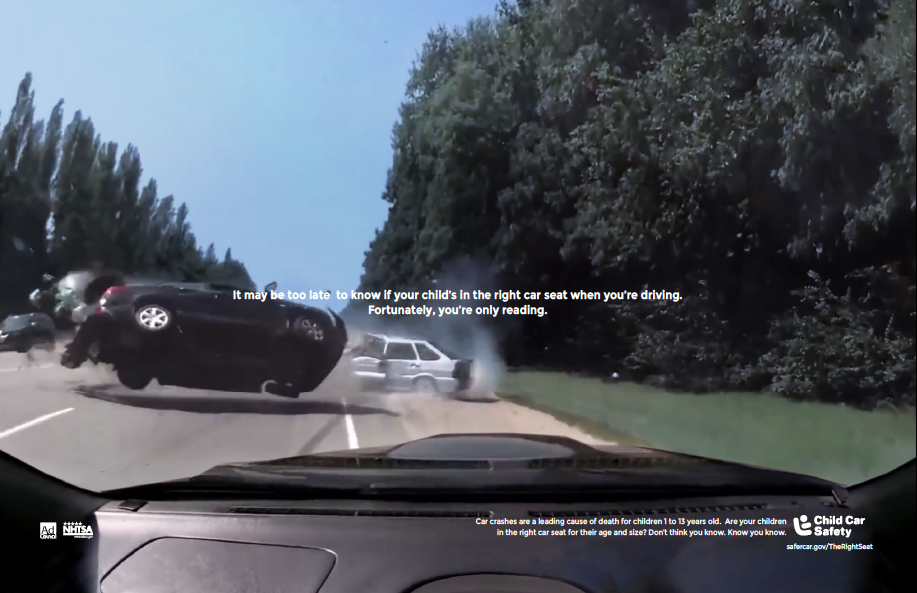 It may be too late  to know if your child's in the right car seat when you're driving.
Fortunately, you're only reading.
Ad
Council
NHTSA
Car crashes are a leading cause of death for children 1 to 13 years old.  Are your children
in the right car seat for their age and size? Don't think you know. Know you know.
Child Car
Safety
safercar.gov/TheRightSeat